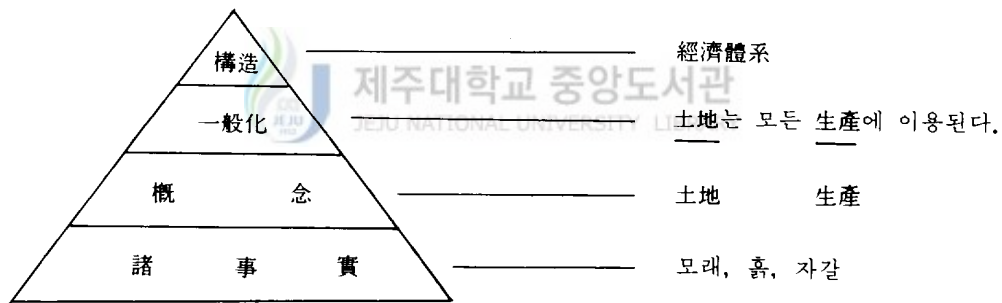 構造 經濟體系
제주대학교 중앙도서관
一般化 土地는 모든 生產에 이용된다.
JEJU NATIONAL UNIVERSITY LIBRARY
概念 土地 生產
諸事實 모래, 흙, 자갈